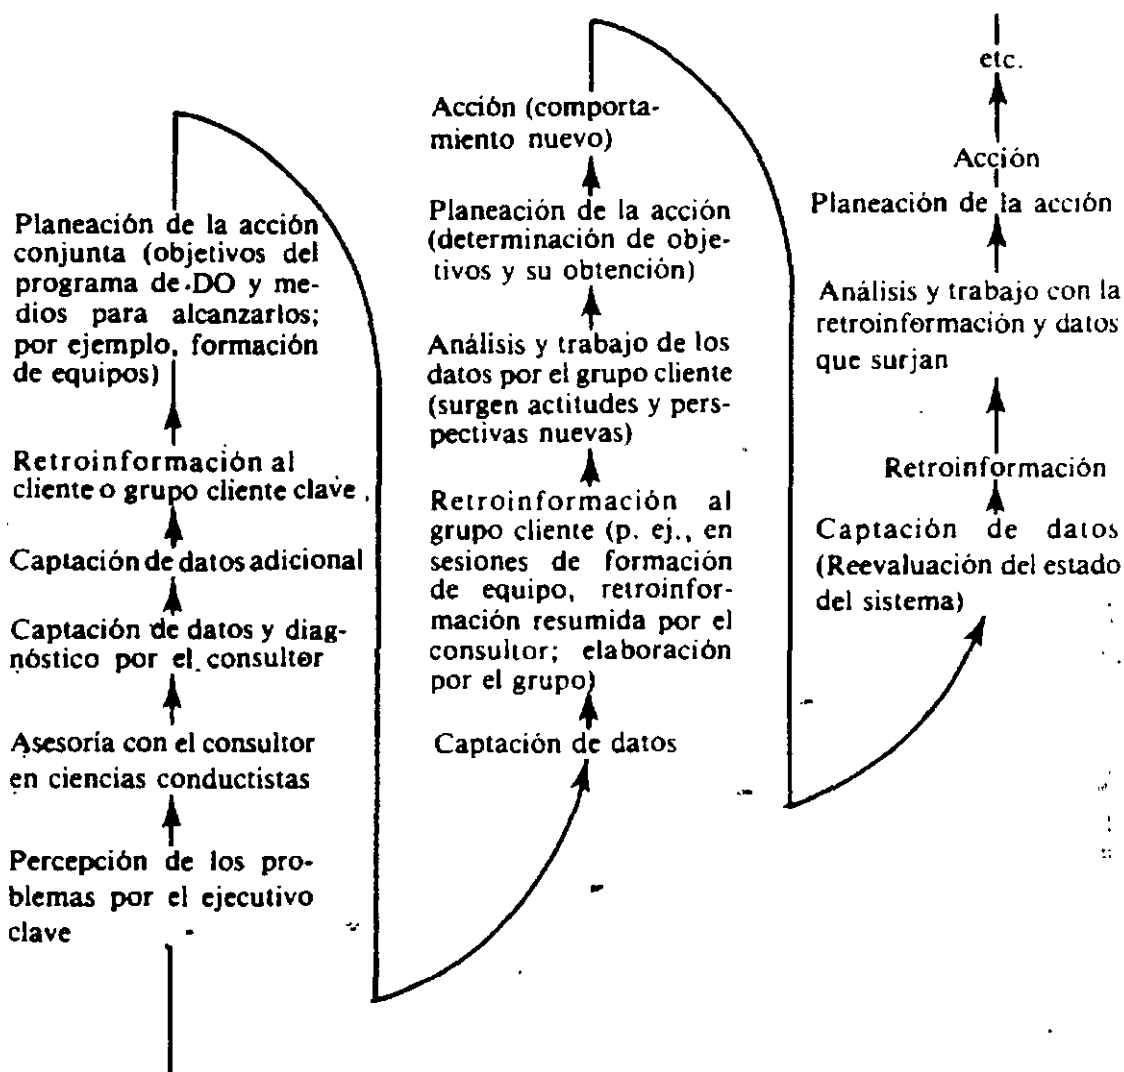 Planeación de la acción
conjunta (objetivos del
programa de DO y me-
dios para alcanzarlos;
por ejemplo, formación
de equipos)
Retroinformación al
cliente o grupo cliente clave
Captación de datos adicional
Captación de datos y diag-
nóstico por el consultor
Asesoría con el consultor
en ciencias conductistas
Percepción de los pro-
blemas por el ejecutivo
clave
Acción (comporta-
miento nuevo)
Planeación de la acción
(determinación de obje-
tivos y su obtención)
Análisis y trabajo de los
datos por el grupo cliente
(surgen actitudes y pers-
pectivas nuevas)
Retroinformación al
grupo cliente (p. ej., en
sesiones de formación
de equipo, retroinfor-
mación resumida por el
consultor; elaboración
por el grupo)
Captación de datos
etc.
Acción
Planeación de la acción
Análisis y trabajo con la
retroinformación y datos
que surjan
Retroinformación
Captación de datos
(Reevaluación del estado
del sistema)